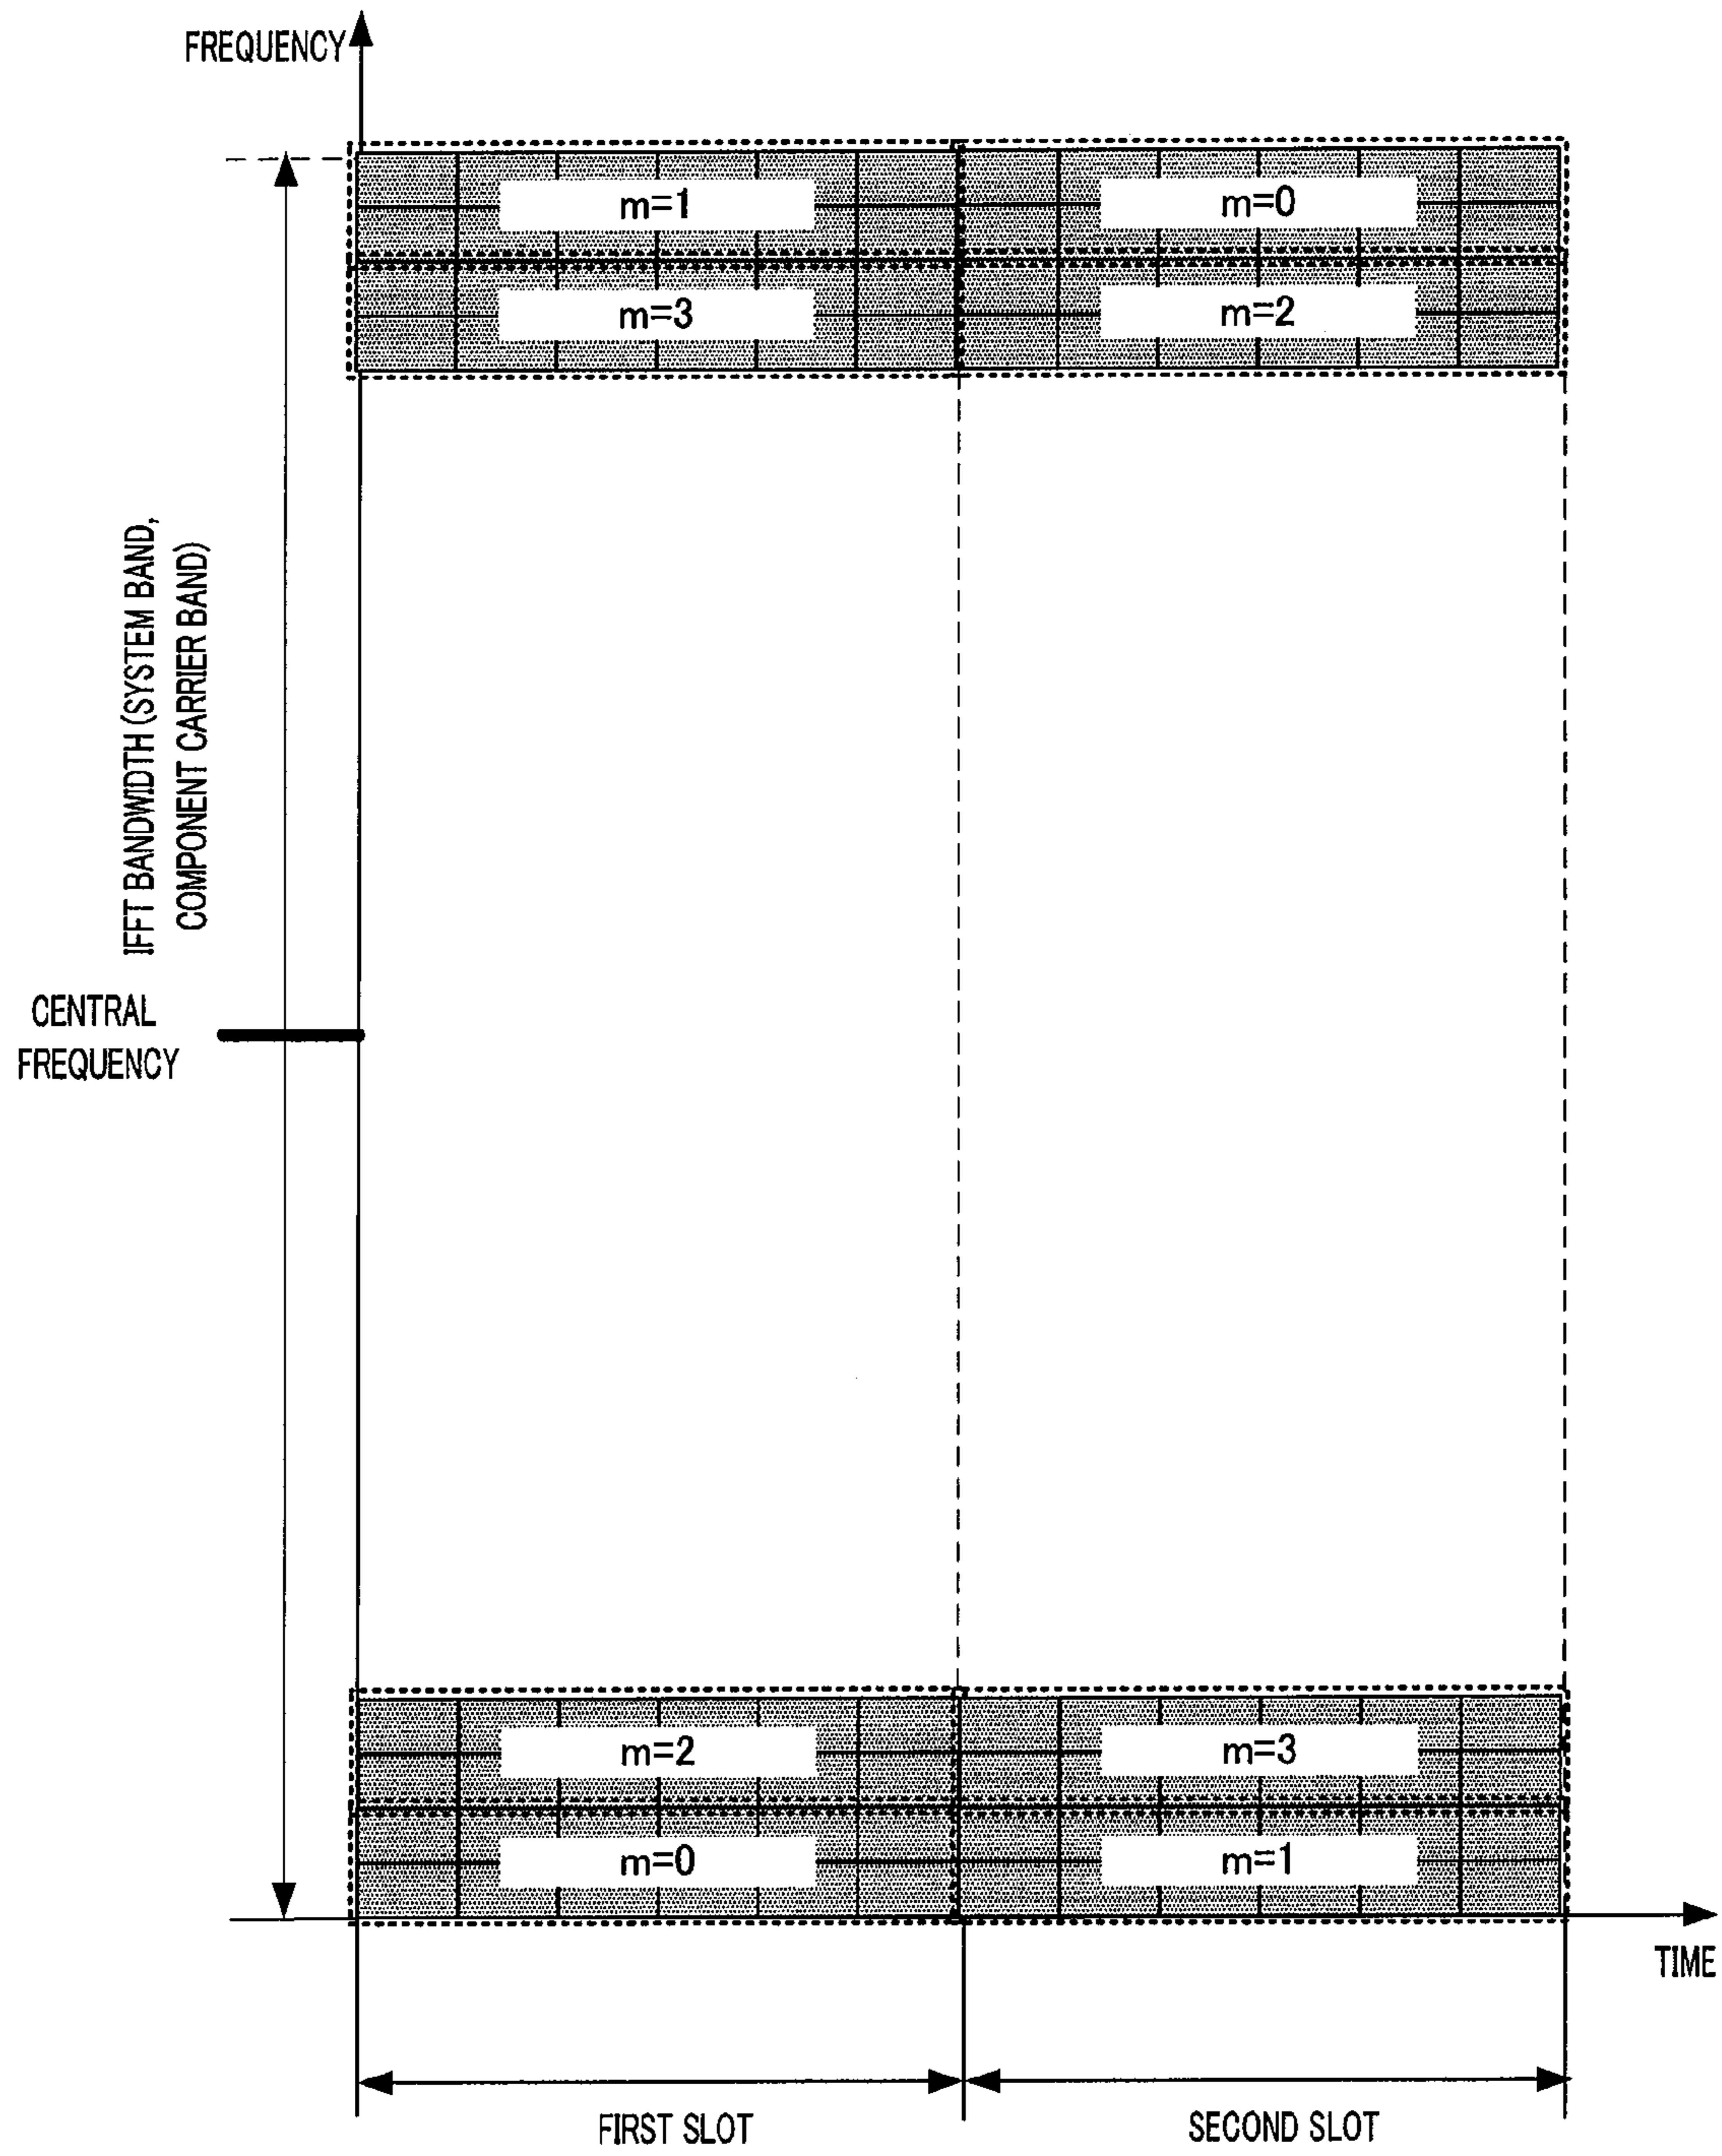 FREQUENCY
m=1
m=0
m=3
m=2
IFFT BANDWIDTH (SYSTEM BAND,
COMPONENT CARRIER BAND)
CENTRAL
FREQUENCY
m=2
m=3
m=0
m=1
TIME
FIRST SLOT
SECOND SLOT